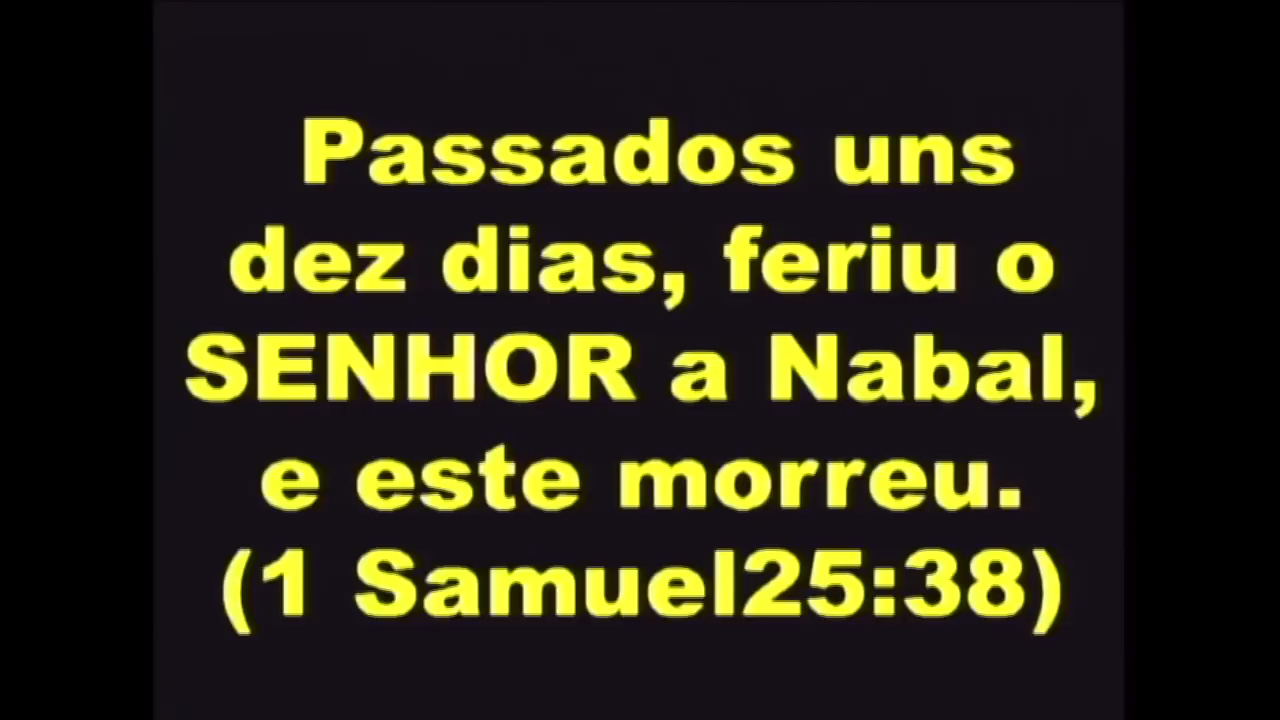 Passados uns
dez dias, feriu o
SENHOR a Nabal,
e este morreu.
(1 Samuel25:38)